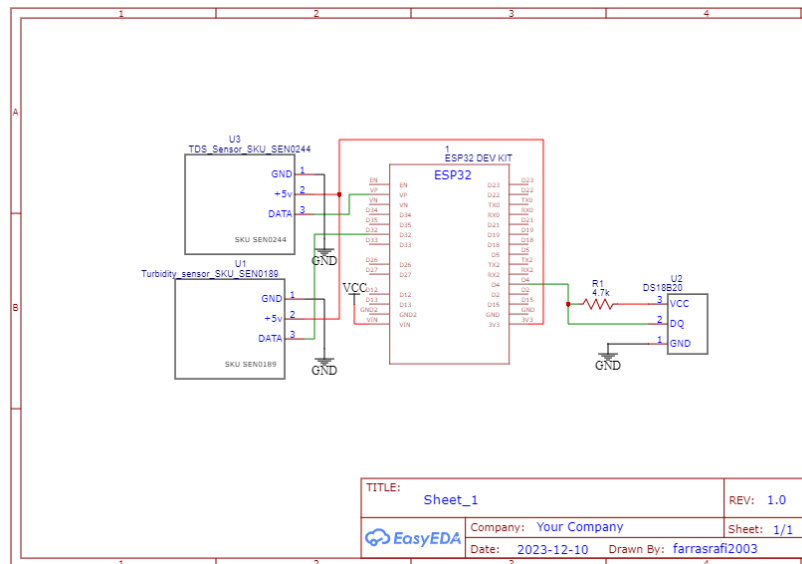 1 2 3 4
A
B
U3
TDS_Sensor_SKU_SEN0244
GND 1
+5v 2
DATA 3
SKU SEN0244
GND
U1
Turbidity_sensor_SKU_SEN0189
GND 1
+5v 2
DATA 3
SKU SEN0189
GND
VCC
1
ESP32 DEV KIT
ESP32
EN EN D23 D23
VP VP D22 D22
VN VN TX0 TX0
D34 D34 RX0 RX0
D35 D35 D21 D21
D32 D32 D19 D19
D33 D33 D18 D18
D5 D5
D26 D26 TX2 TX2
D27 D27 RX2 RX2
D4 D4
D12 D12 D2 D2
D13 D13 D15 D15
GND2 GND2 GND GND
VIN VIN 3V3 3V3
R1
4.7k
U2
DS18B20
3 VCC
2 DQ
1 GND
GND
TITLE:
Sheet_1
REV: 1.0
EasyEDA
Company: Your Company
Sheet: 1/1
Date: 2023-12-10 Drawn By: farrasrafi2003
1 2 3 4